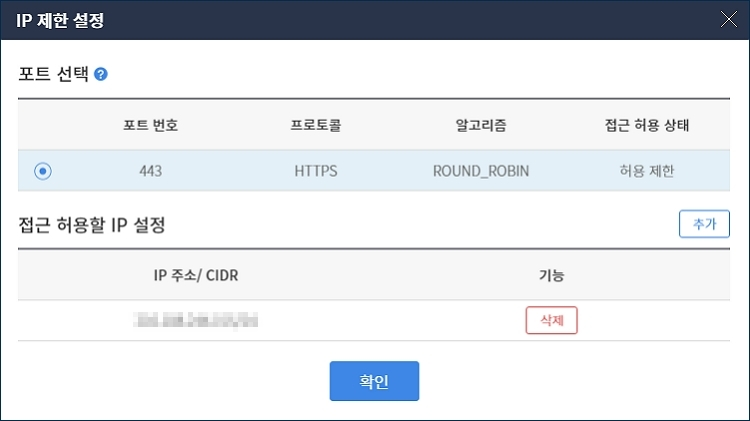 IP 제한 설정
포트 선택 ?
포트 번호 프로토콜 알고리즘 접근 허용 상태
443 HTTPS ROUND_ROBIN 허용 제한
접근 허용할 IP 설정 추가
IP 주소/ CIDR 기능
삭제
확인